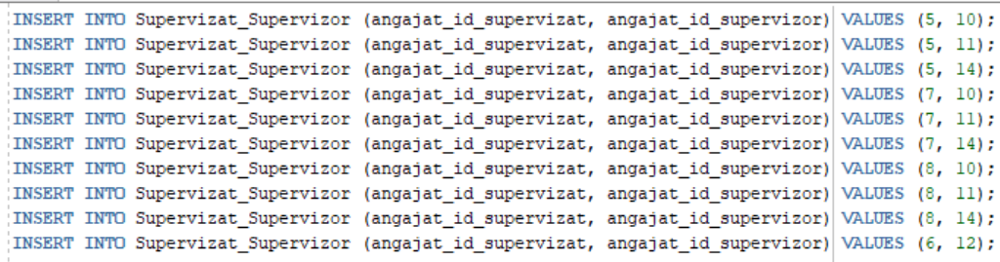 INSERT INTO Supervizat_Supervizor (angajat_id_supervizat, angajat_id_supervizor) VALUES (5, 10);
INSERT INTO Supervizat_Supervizor (angajat_id_supervizat, angajat_id_supervizor) VALUES (5, 11);
INSERT INTO Supervizat_Supervizor (angajat_id_supervizat, angajat_id_supervizor) VALUES (5, 14);
INSERT INTO Supervizat_Supervizor (angajat_id_supervizat, angajat_id_supervizor) VALUES (7, 10);
INSERT INTO Supervizat_Supervizor (angajat_id_supervizat, angajat_id_supervizor) VALUES (7, 11);
INSERT INTO Supervizat_Supervizor (angajat_id_supervizat, angajat_id_supervizor) VALUES (7, 14);
INSERT INTO Supervizat_Supervizor (angajat_id_supervizat, angajat_id_supervizor) VALUES (8, 10);
INSERT INTO Supervizat_Supervizor (angajat_id_supervizat, angajat_id_supervizor) VALUES (8, 11);
INSERT INTO Supervizat_Supervizor (angajat_id_supervizat, angajat_id_supervizor) VALUES (8, 14);
INSERT INTO Supervizat_Supervizor (angajat_id_supervizat, angajat_id_supervizor) VALUES (6, 12);